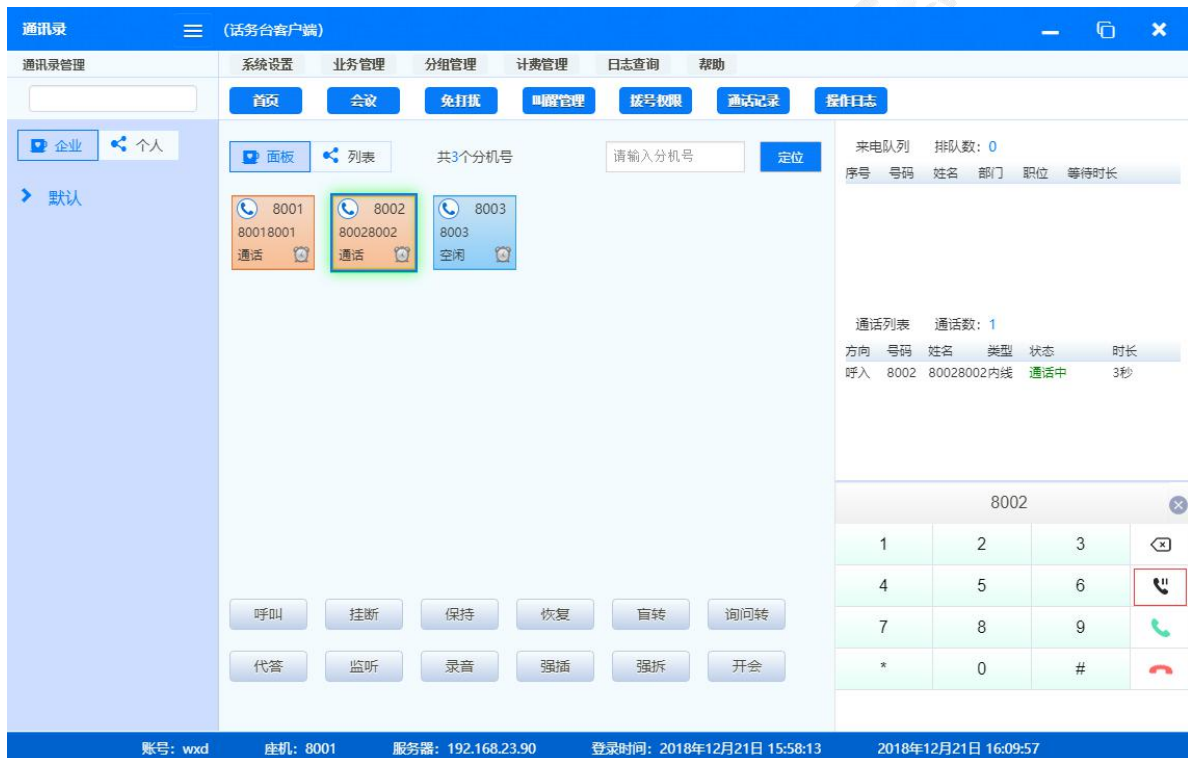 通讯录 (话务台客户端)
通讯录管理 系统设置 业务管理 分组管理 计费管理 日志查询 帮助
首页 会议 免打扰 叫醒管理 拨号权限 通话记录 操作日志
企业 个人
默认
面板 列表 共3个分机号 请输入分机号 定位
8001
80018001
通话
8002
80028002
通话
8003
8003
空闲
呼叫 挂断 保持 恢复 盲转 询问转
代答 监听 录音 强插 强拆 开会
来电队列 排队数: 0
序号 号码 姓名 部门 职位 等待时长
通话列表 通话数: 1
方向 号码 姓名 类型 状态 时长
呼入 8002 80028002内线 通话中 3秒
8002
1 2 3
4 5 6
7 8 9
* 0 #
账号: wxd 座机: 8001 服务器: 192.168.23.90 登录时间: 2018年12月21日 15:58:13 2018年12月21日 16:09:57